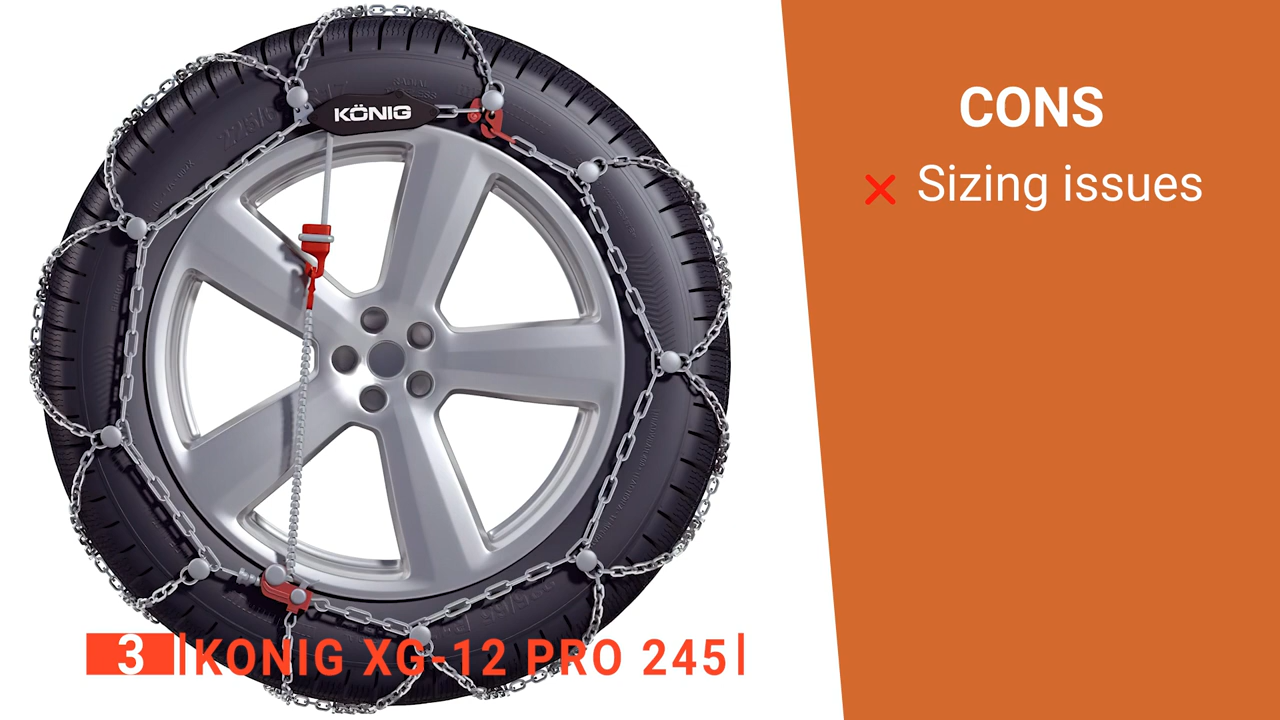 CONS
× Sizing issues
KÖNIG
3 |KONIG XG-12 PRO 245|